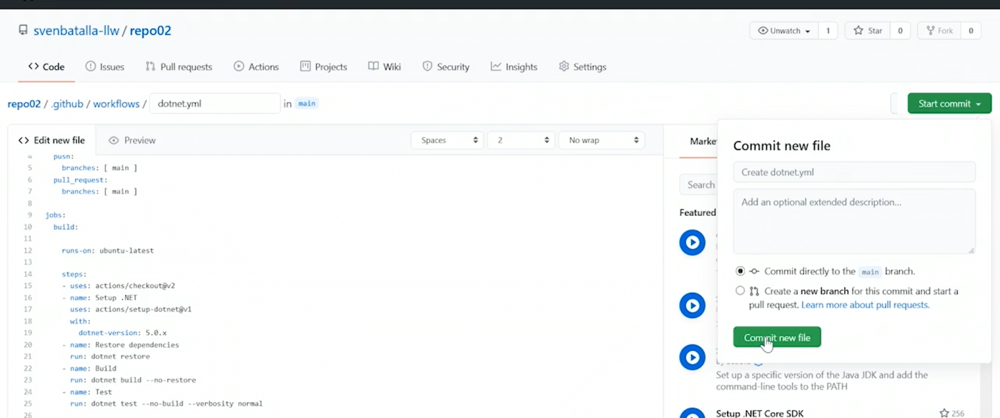 svenbatalla-llw / repo02
Unwatch 1 Star 0 Fork 0
Code Issues Pull requests Actions Projects Wiki Security Insights Settings
repo02 / .github / workflows / dotnet.yml in main
Start commit
Edit new file Preview
Spaces 2 No wrap
4 push:
5 branches: [ main ]
6 pull_request:
7 branches: [ main ]
8
9 jobs:
10 build:
11
12 runs-on: ubuntu-latest
13
14 steps:
15 - uses: actions/checkout@v2
16 - name: Setup .NET
17 uses: actions/setup-dotnet@v1
18 with:
19 dotnet-version: 5.0.x
20 - name: Restore dependencies
21 run: dotnet restore
22 - name: Build
23 run: dotnet build --no-restore
24 - name: Test
25 run: dotnet test --no-build --verbosity normal
26
Marke
Search
Featured
Commit new file
Create dotnet.yml
Add an optional extended description...
Commit directly to the main branch.
Create a new branch for this commit and start a
pull request. Learn more about pull requests.
Commit new file
Set up a specific version of the Java JDK and add the
command-line tools to the PATH
Setup .NET Core SDK 256